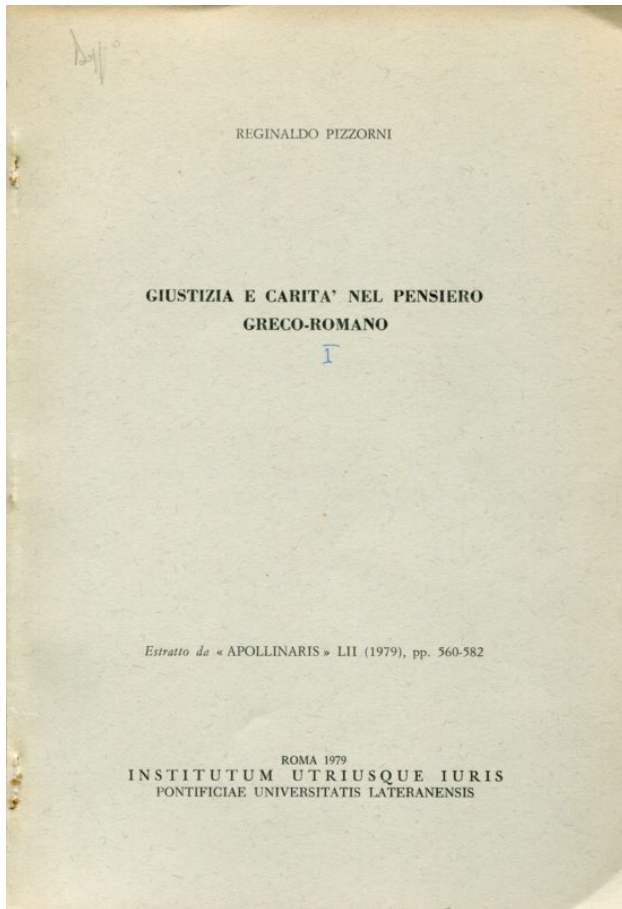 REGINALDO PIZZORNI
GIUSTIZIA E CARITA' NEL PENSIERO
GRECO-ROMANO
I
Estratto da « APOLLINARIS » LII (1979), pp. 560-582
ROMA 1979
INSTITUTUM UTRIUSQUE IURIS
PONTIFICIAE UNIVERSITATIS LATERANENSIS